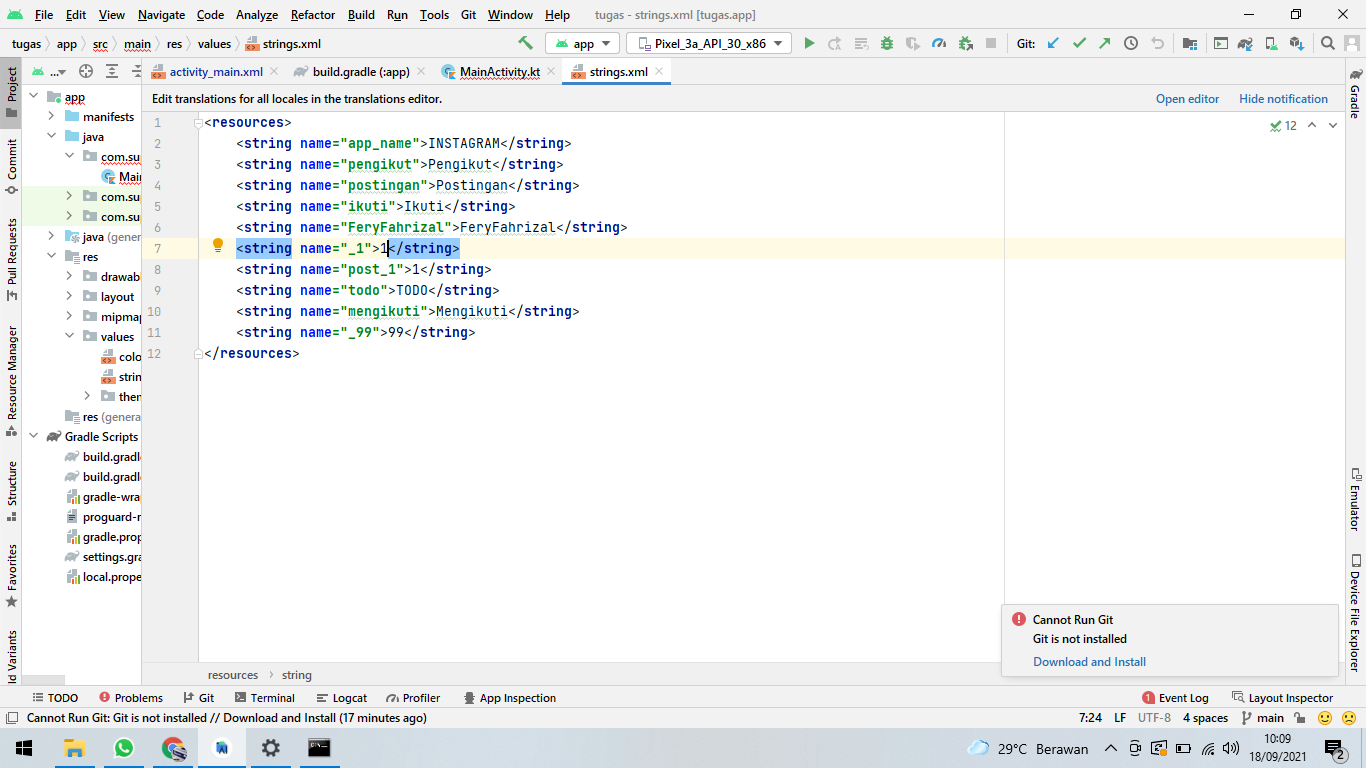 File Edit View Navigate Code Analyze Refactor Build Run Tools Git Window Help tugas - strings.xml [tugas.app]
tugas app src main res values strings.xml app Pixel_3a_API_30_x86 Git:
... activity_main.xml build.gradle (:app) MainActivity.kt strings.xml
Edit translations for all locales in the translations editor. Open editor Hide notification
Project
Commit
Pull Requests
Resource Manager
Structure
Favorites
ld Variants
app
manifests
java
com.su
Mai
com.su
com.su
java (gener
res
drawab
layout
mipmap
values
colo
strin
then
res (genera
Gradle Scripts
build.gradl
build.gradl
gradle-wra
proguard-r
gradle.prop
settings.gra
local.prope
1 <resources>
2 <string name="app_name">INSTAGRAM</string>
3 <string name="pengikut">Pengikut</string>
4 <string name="postingan">Postingan</string>
5 <string name="ikuti">Ikuti</string>
6 <string name="FeryFahrizal">FeryFahrizal</string>
7 <string name="_1">1</string>
8 <string name="post_1">1</string>
9 <string name="todo">TODO</string>
10 <string name="mengikuti">Mengikuti</string>
11 <string name="_99">99</string>
12 </resources>
12
Gradle
Emulator
Device File Explorer
Cannot Run Git
Git is not installed
Download and Install
resources string
TODO Problems Git Terminal Logcat Profiler App Inspection 1 Event Log Layout Inspector
Cannot Run Git: Git is not installed // Download and Install (17 minutes ago) 7:24 LF UTF-8 4 spaces main
29°C Berawan 10:09
18/09/2021
2